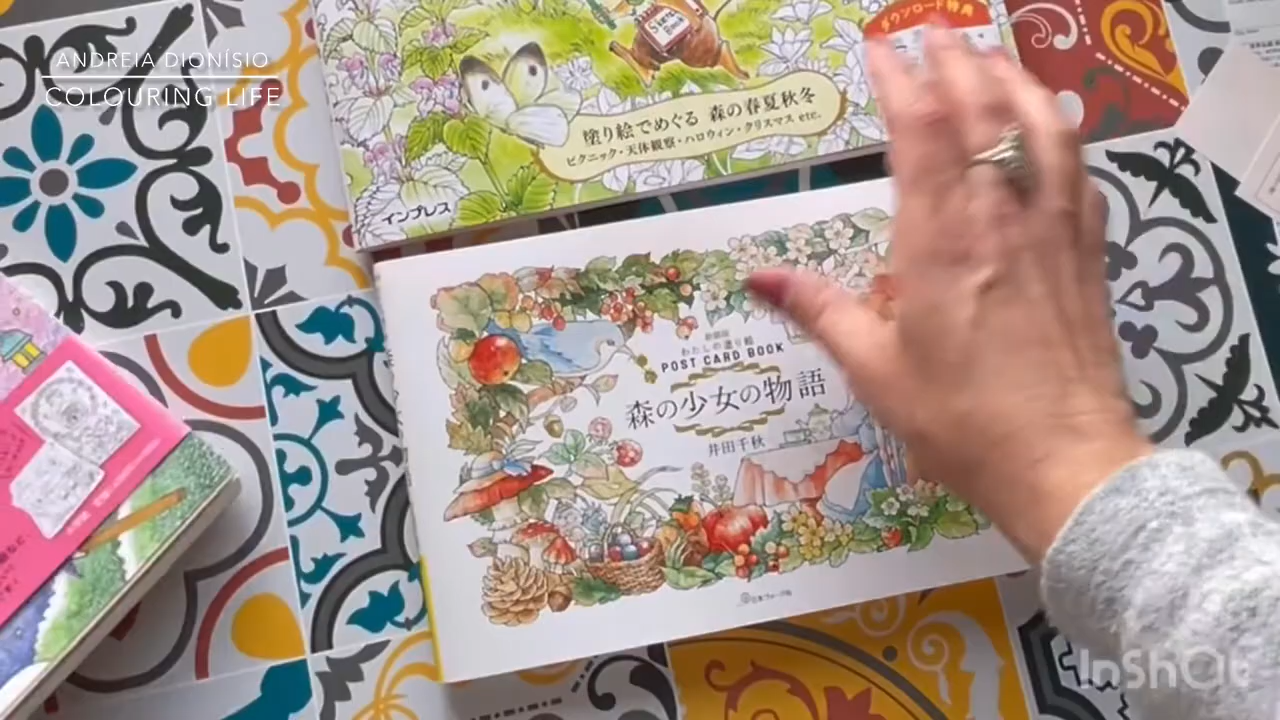 ANDREIA DIONÍSIO
COLOURING LIFE
ダウンロード特典
塗り絵でめぐる 森の春夏秋冬
ピクニック・天体観察・ハロウィン・クリスマス etc.
インプレス
新装版
わたしの塗り絵
POST CARD BOOK
森の少女の物語
井田千秋
InShOt